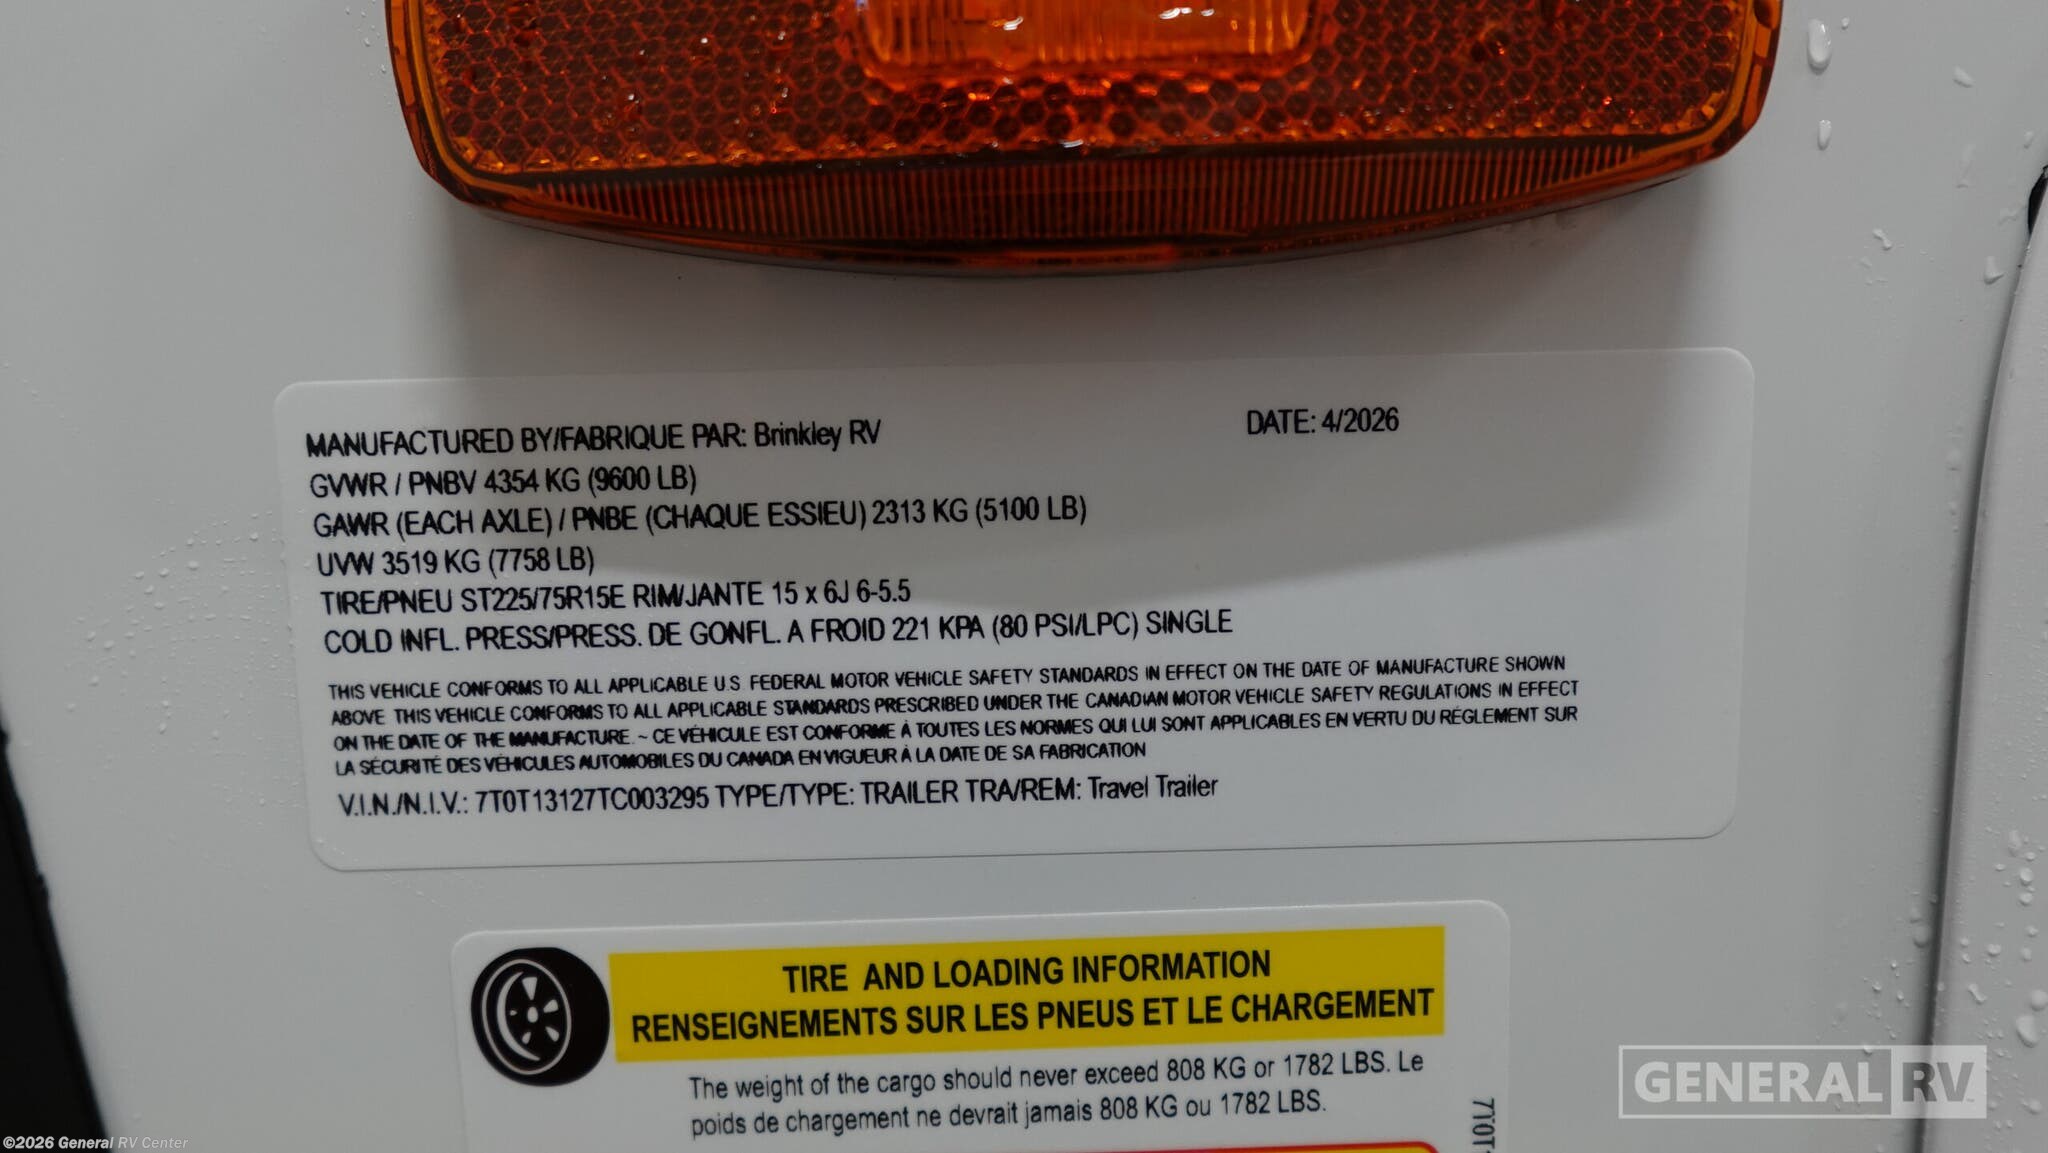 MANUFACTURED BY/FABRIQUE PAR: Brinkley RV DATE: 4/2026
GVWR / PNBV 4354 KG (9600 LB)
GAWR (EACH AXLE) / PNBE (CHAQUE ESSIEU) 2313 KG (5100 LB)
UVW 3519 KG (7758 LB)
TIRE/PNEU ST225/75R15E RIM/JANTE 15 x 6J 6-5.5
COLD INFL. PRESS/PRESS. DE GONFL. A FROID 221 KPA (80 PSI/LPC) SINGLE
THIS VEHICLE CONFORMS TO ALL APPLICABLE U.S. FEDERAL MOTOR VEHICLE SAFETY STANDARDS IN EFFECT ON THE DATE OF MANUFACTURE SHOWN
ABOVE THIS VEHICLE CONFORMS TO ALL APPLICABLE STANDARDS PRESCRIBED UNDER THE CANADIAN MOTOR VEHICLE SAFETY REGULATIONS IN EFFECT
ON THE DATE OF THE MANUFACTURE. ~ CE VÉHICULE EST CONFORME À TOUTES LES NORMES QUI LUI SONT APPLICABLES EN VERTU DU RÉGLEMENT SUR
LA SÉCURITÉ DES VÉHICULES AUTOMOBILES DU CANADA EN VIGUEUR À LA DATE DE SA FABRICATION
V.I.N./N.I.V.: 7T0T13127TC003295 TYPE/TYPE: TRAILER TRA/REM: Travel Trailer
TIRE AND LOADING INFORMATION
RENSEIGNEMENTS SUR LES PNEUS ET LE CHARGEMENT
The weight of the cargo should never exceed 808 KG or 1782 LBS. Le
poids de chargement ne devrait jamais 808 KG ou 1782 LBS.
7T0T
GENERAL RV
©2026 General RV Center